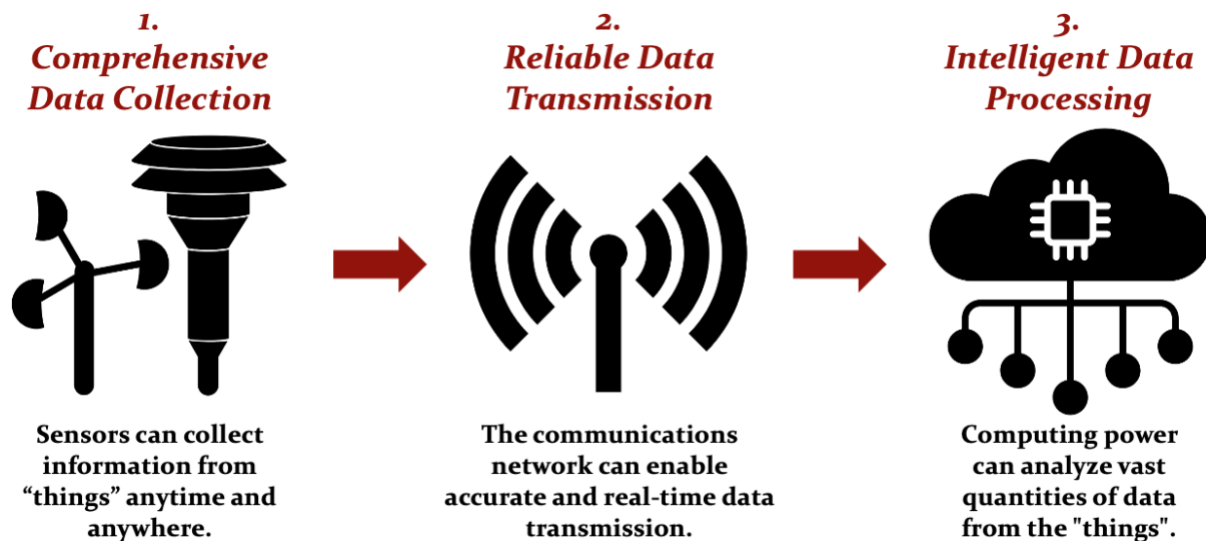 1.
Comprehensive
Data Collection
Sensors can collect
information from
“things” anytime and
anywhere.
2.
Reliable Data
Transmission
The communications
network can enable
accurate and real-time data
transmission.
3.
Intelligent Data
Processing
Computing power
can analyze vast
quantities of data
from the "things".